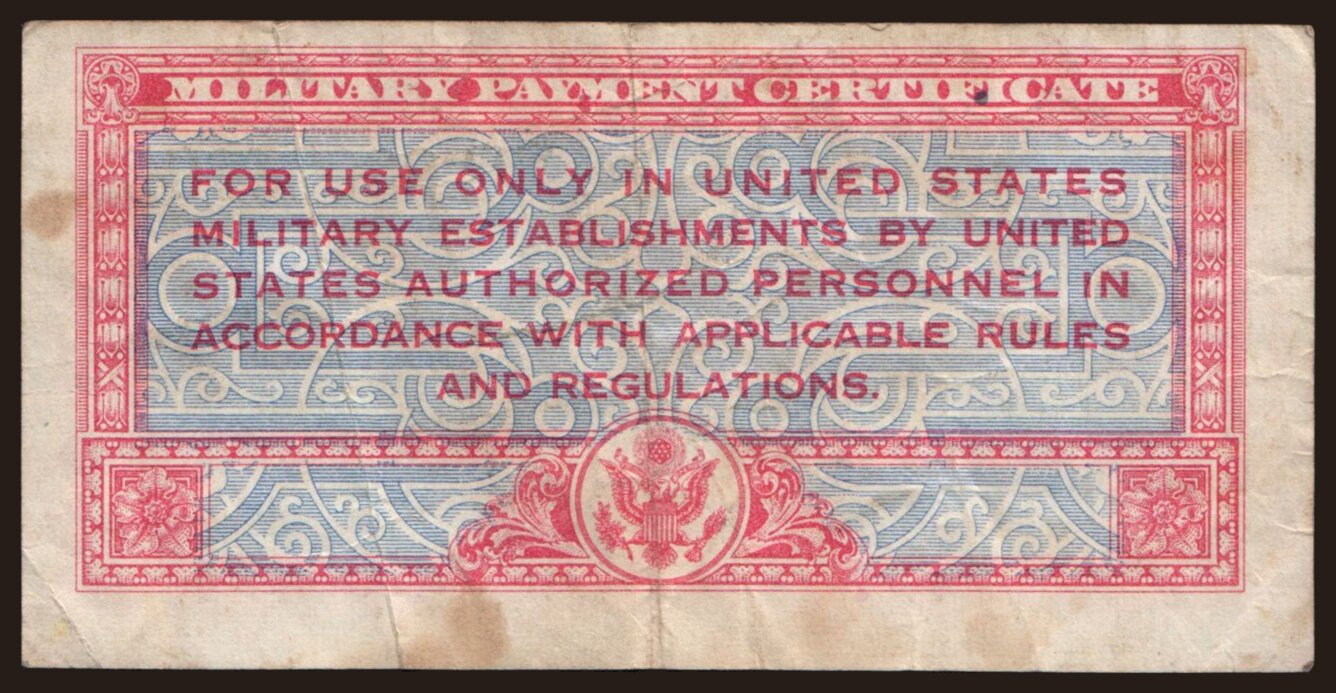 MILITARY PAYMENT CERTIFICATE
FOR USE ONLY IN UNITED STATES
MILITARY ESTABLISHMENTS BY UNITED
STATES AUTHORIZED PERSONNEL IN
ACCORDANCE WITH APPLICABLE RULES
AND REGULATIONS.